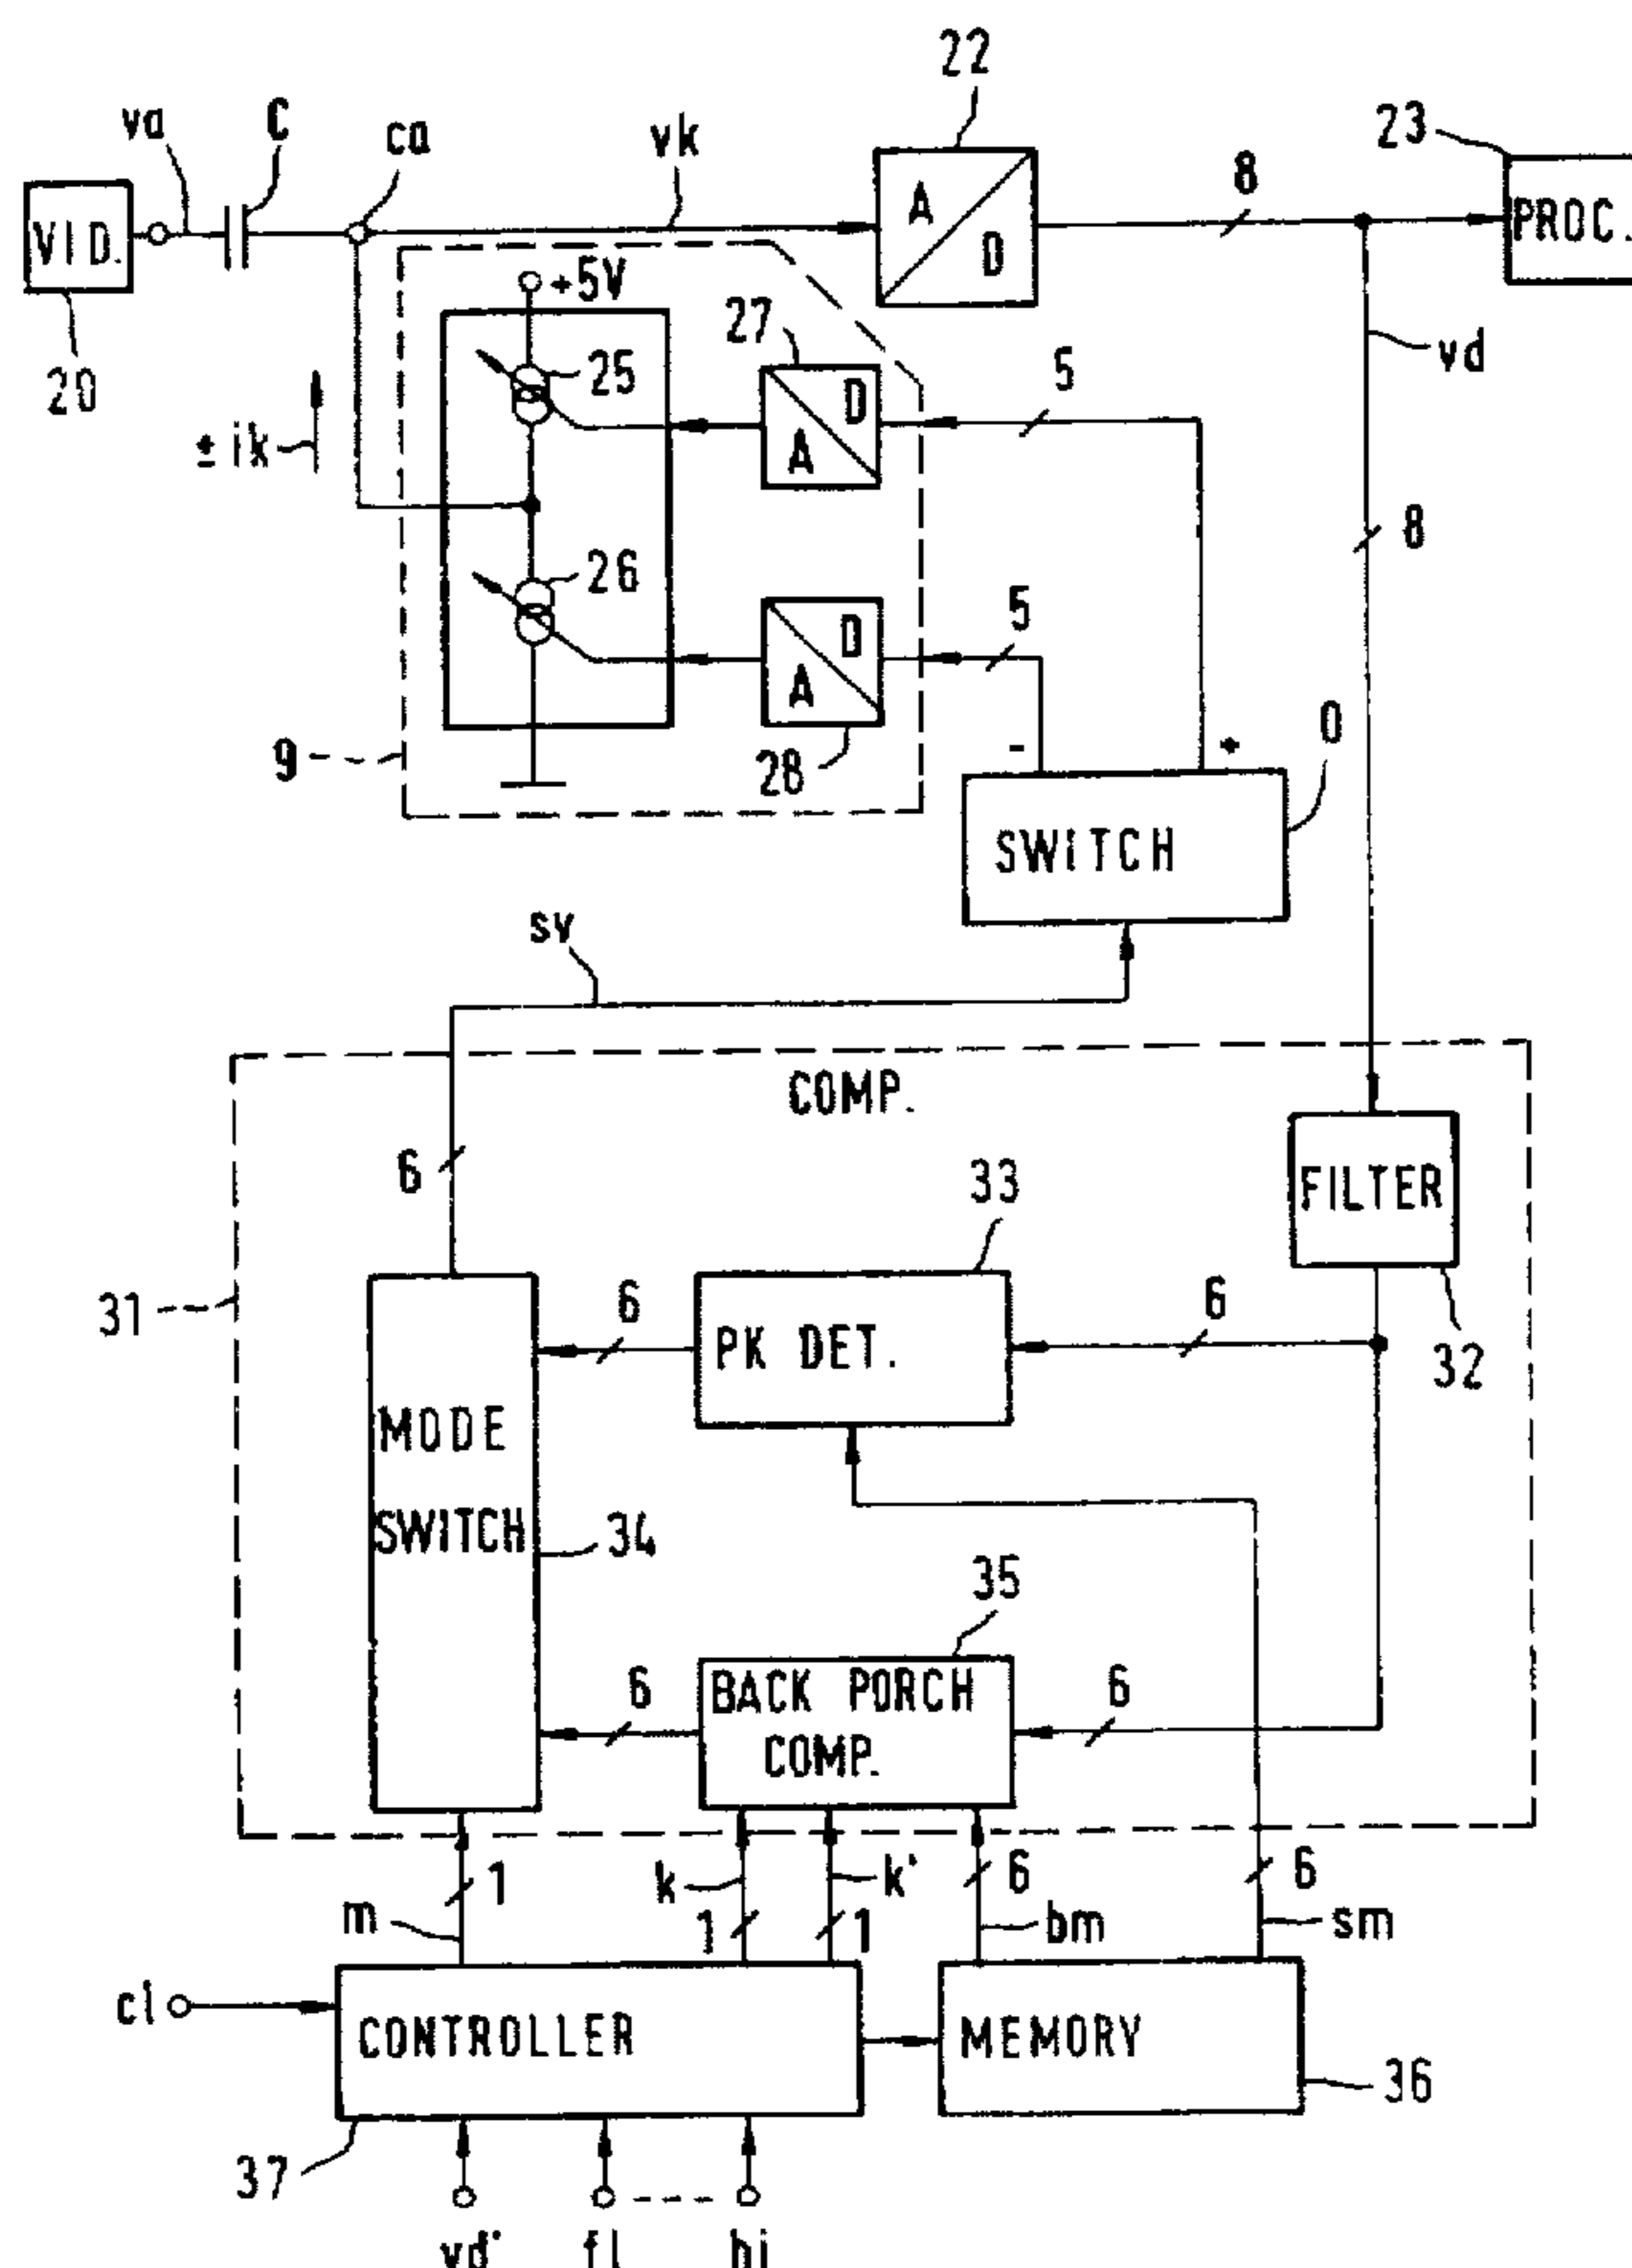 22
23
va
C
ca
vk
8
VID.
A
D
PROC.
+5V
27
25
5
vd
20
±ik
D
A
8
26
5
D
A
9
28
-
+
0
SWITCH
sv
COMP.
6
33
FILTER
31
6
6
PK DET.
32
MODE
SWITCH
34
35
6
BACK PORCH
COMP.
6
k
k'
6
6
m
1
1
1
bm
sm
cl
CONTROLLER
MEMORY
36
37
vd'
fl
hi